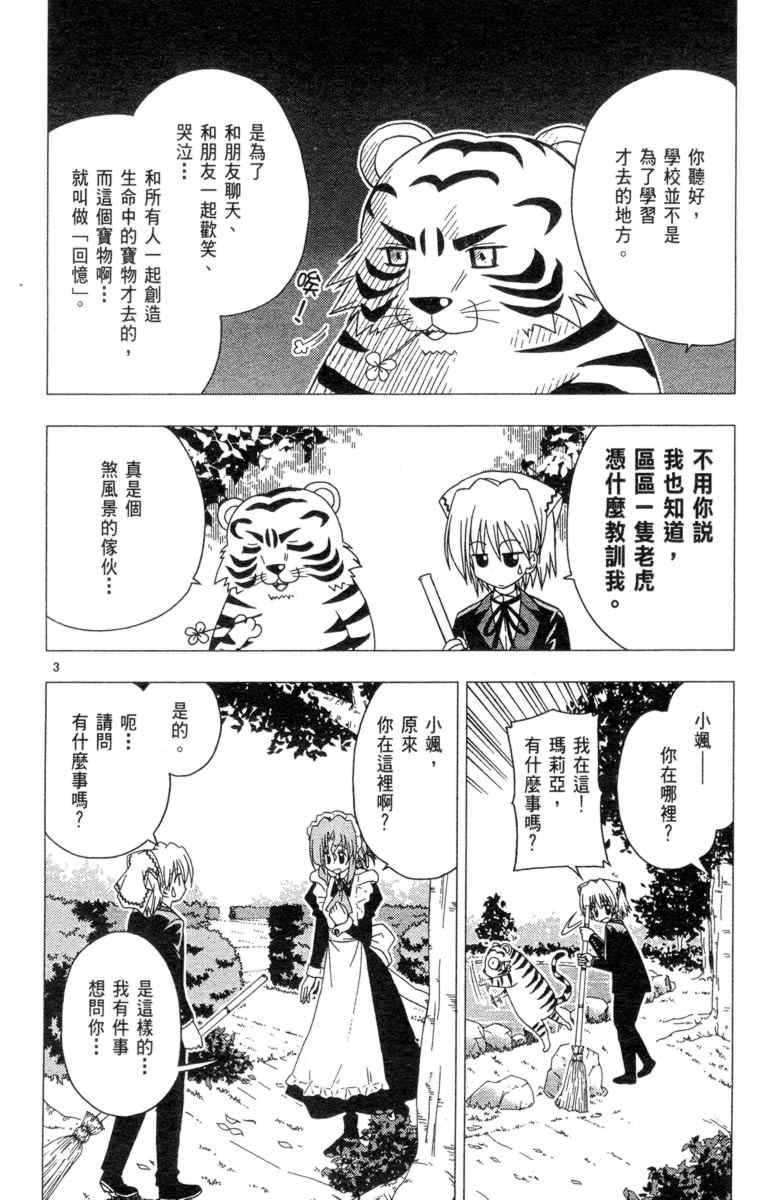 你聽好，
學校並不是
為了學習
才去的地方。
是為了
和朋友聊天、
和朋友一起歡笑、
哭泣…
和所有人一起創造
生命中的寶物才去的，
而這個寶物啊…
就叫做「回憶」。
唉！
不用你説
我也知道，
區區一隻老虎
憑什麼教訓我。
真是個
煞風景的傢伙…
3
小颯——
你在哪裡？
我在這！
瑪莉亞，
有什麼事嗎？
小颯，
原來
你在這裡啊？
是的。
呃…
請問
有什麼事嗎？
是這樣的…
我有件事
想問你…